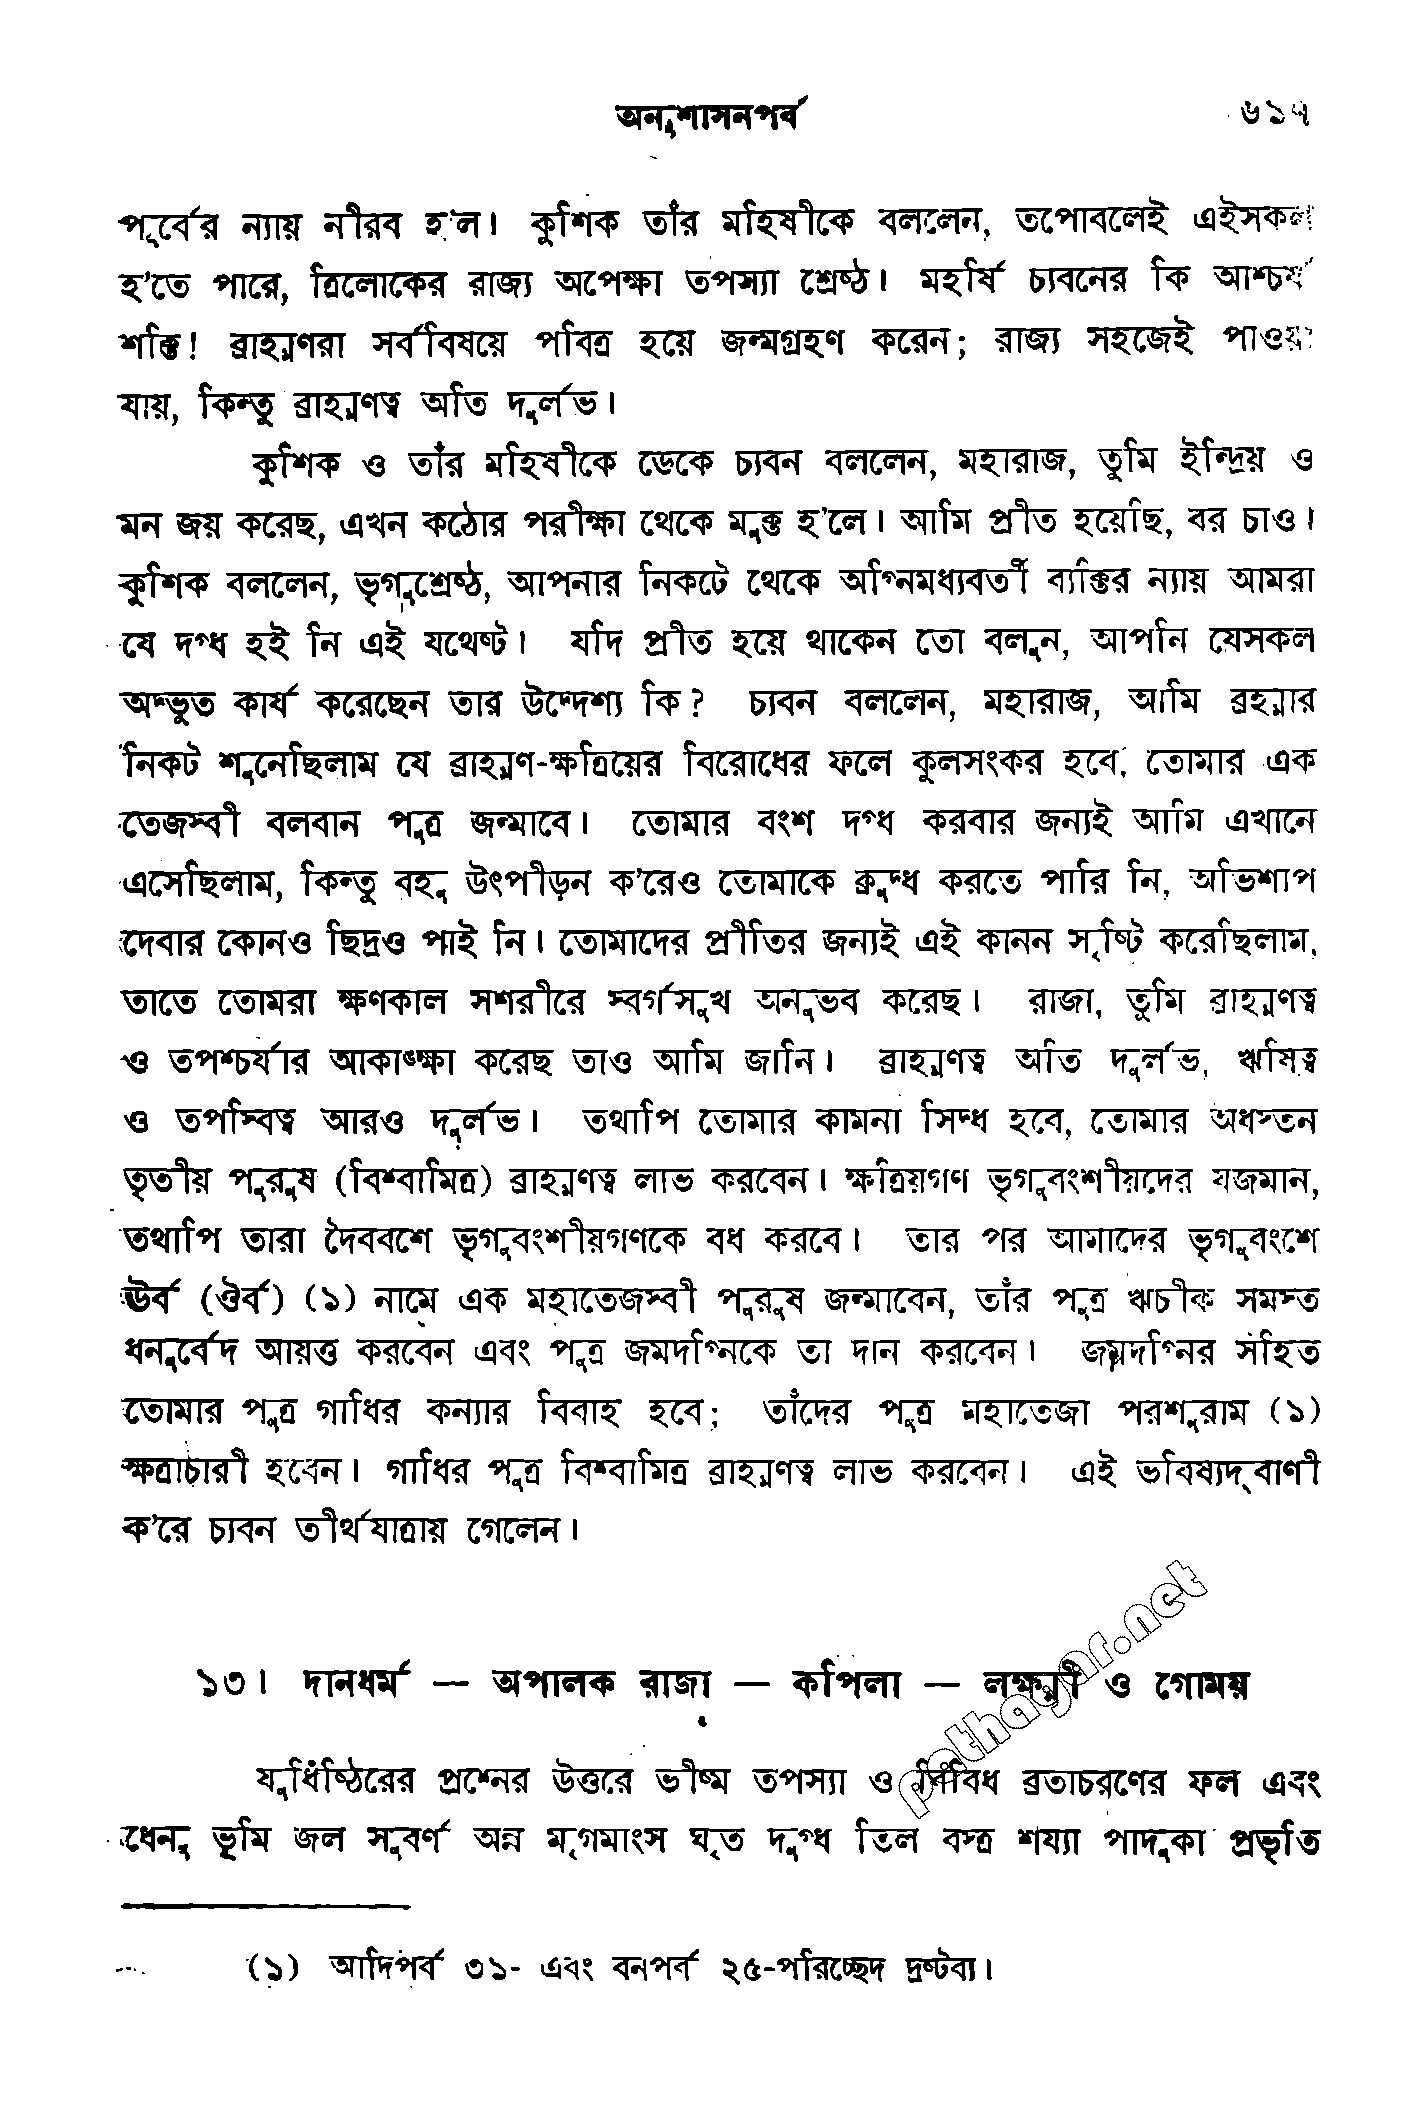 অনুশাসনপর্ব ৬১৭
পূর্বের ন্যায় নীরব হ'ল। কুশিক তাঁর মহিষীকে বললেন, তপোবলেই এইসকল
হ'তে পারে, ত্রিলোকের রাজ্য অপেক্ষা তপস্যা শ্রেষ্ঠ। মহর্ষি চ্যবনের কি আশ্চর্য
শক্তি! ব্রাহ্মণরা সর্ববিষয়ে পবিত্র হয়ে জন্মগ্রহণ করেন; রাজ্য সহজেই পাওয়া
যায়, কিন্তু ব্রাহ্মণত্ব অতি দুর্লভ।
কুশিক ও তাঁর মহিষীকে ডেকে চ্যবন বললেন, মহারাজ, তুমি ইন্দ্রিয় ও
মন জয় করেছ, এখন কঠোর পরীক্ষা থেকে মুক্ত হ'লে। আমি প্রীত হয়েছি, বর চাও।
কুশিক বললেন, ভৃগুশ্রেষ্ঠ, আপনার নিকটে থেকে অগ্নিমধ্যবর্তী ব্যক্তির ন্যায় আমরা
যে দগ্ধ হই নি এই যথেষ্ট। যদি প্রীত হয়ে থাকেন তো বলুন, আপনি যেসকল
অদ্ভুত কার্য করেছেন তার উদ্দেশ্য কি? চ্যবন বললেন, মহারাজ, আমি ব্রহ্মার
নিকট শুনেছিলাম যে ব্রাহ্মণ-ক্ষত্রিয়ের বিরোধের ফলে কুলসংকর হবে, তোমার এক
তেজস্বী বলবান পুত্র জন্মাবে। তোমার বংশ দগ্ধ করবার জন্যই আমি এখানে
এসেছিলাম, কিন্তু বহু উৎপীড়ন ক'রেও তোমাকে ক্রুদ্ধ করতে পারি নি, অভিশাপ
দেবার কোনও ছিদ্রও পাই নি। তোমাদের প্রীতির জন্যই এই কানন সৃষ্টি করেছিলাম,
তাতে তোমরা ক্ষণকাল সশরীরে স্বর্গসুখ অনুভব করেছ। রাজা, তুমি ব্রাহ্মণত্ব
ও তপশ্চর্যার আকাঙ্ক্ষা করেছ তাও আমি জানি। ব্রাহ্মণত্ব অতি দুর্লভ, ঋষিত্ব
ও তপস্বিত্ব আরও দুর্লভ। তথাপি তোমার কামনা সিদ্ধ হবে, তোমার অধস্তন
তৃতীয় পুরুষ (বিশ্বামিত্র) ব্রাহ্মণত্ব লাভ করবেন। ক্ষত্রিয়গণ ভৃগুবংশীয়দের যজমান,
তথাপি তারা দৈববশে ভৃগুবংশীয়গণকে বধ করবে। তার পর আমাদের ভৃগুবংশে
ঊর্ব (ঔর্ব) (১) নামে এক মহাতেজস্বী পুরুষ জন্মাবেন, তাঁর পুত্র ঋচীক সমস্ত
ধনুর্বেদ আয়ত্ত করবেন এবং পুত্র জমদগ্নিকে তা দান করবেন। জমদগ্নির সহিত
তোমার পুত্র গাধির কন্যার বিবাহ হবে; তাঁদের পুত্র মহাতেজা পরশুরাম (১)
ক্ষত্রাচারী হবেন। গাধির পুত্র বিশ্বামিত্র ব্রাহ্মণত্ব লাভ করবেন। এই ভবিষ্যদ্‌বাণী
ক'রে চ্যবন তীর্থযাত্রায় গেলেন।
১৩। দানধর্ম — অপালক রাজা — কপিলা — লক্ষ্মী ও গোময়
যুধিষ্ঠিরের প্রশ্নের উত্তরে ভীষ্ম তপস্যা ও বিবিধ ব্রতাচরণের ফল এবং
ধেনু ভূমি জল সুবর্ণ অন্ন মৃগমাংস ঘৃত দুগ্ধ তিল বস্ত্র শয্যা পাদুকা প্রভৃতি
(১) আদিপর্ব ৩১- এবং বনপর্ব ২৫-পরিচ্ছেদ দ্রষ্টব্য।
pathagar.net